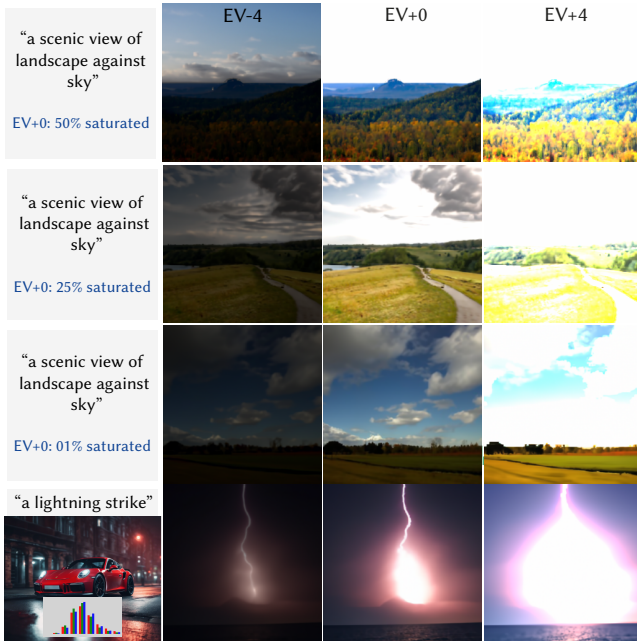 EV-4
EV+0
EV+4
“a scenic view of
landscape against
sky”
EV+0: 50% saturated
“a scenic view of
landscape against
sky”
EV+0: 25% saturated
“a scenic view of
landscape against
sky”
EV+0: 01% saturated
“a lightning strike”